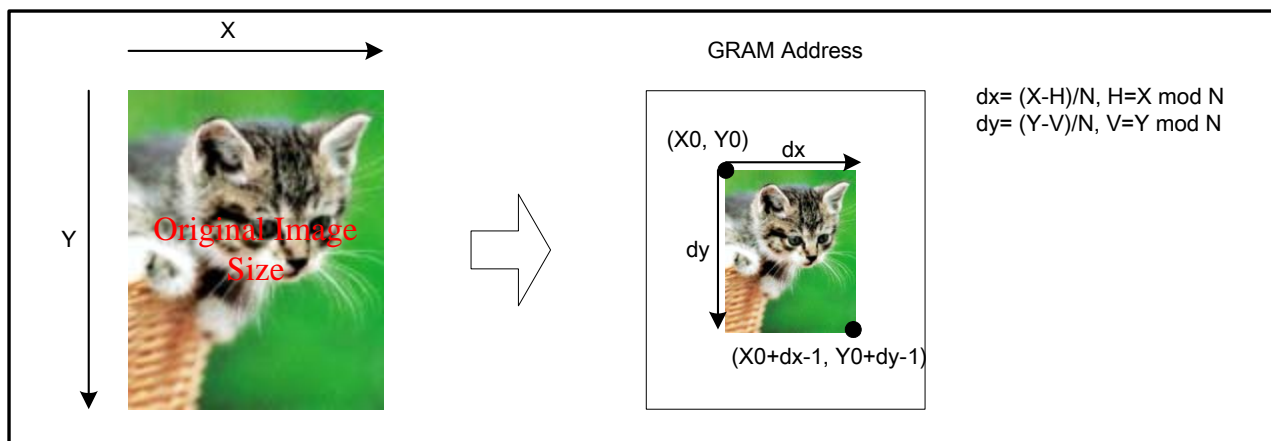 X
GRAM Address
dx= (X-H)/N, H=X mod N
dy= (Y-V)/N, V=Y mod N
(X0, Y0)
dx
Y
Original Image
Size
dy
(X0+dx-1, Y0+dy-1)